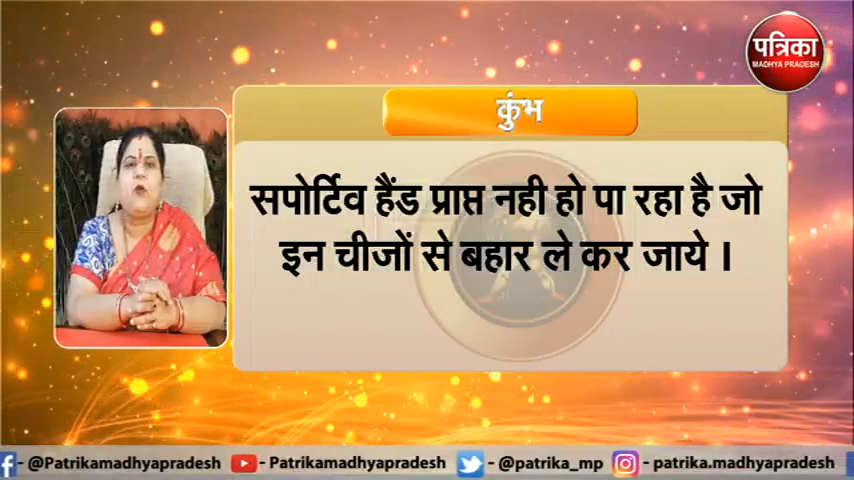 पत्रिका
MADHYA PRADESH
कुंभ
सपोर्टिव हैंड प्राप्त नही हो पा रहा है जो
इन चीजों से बहार ले कर जाये ।
f - @Patrikamadhyapradesh - Patrikamadhyapradesh - @patrika_mp - patrika.madhyapradesh f